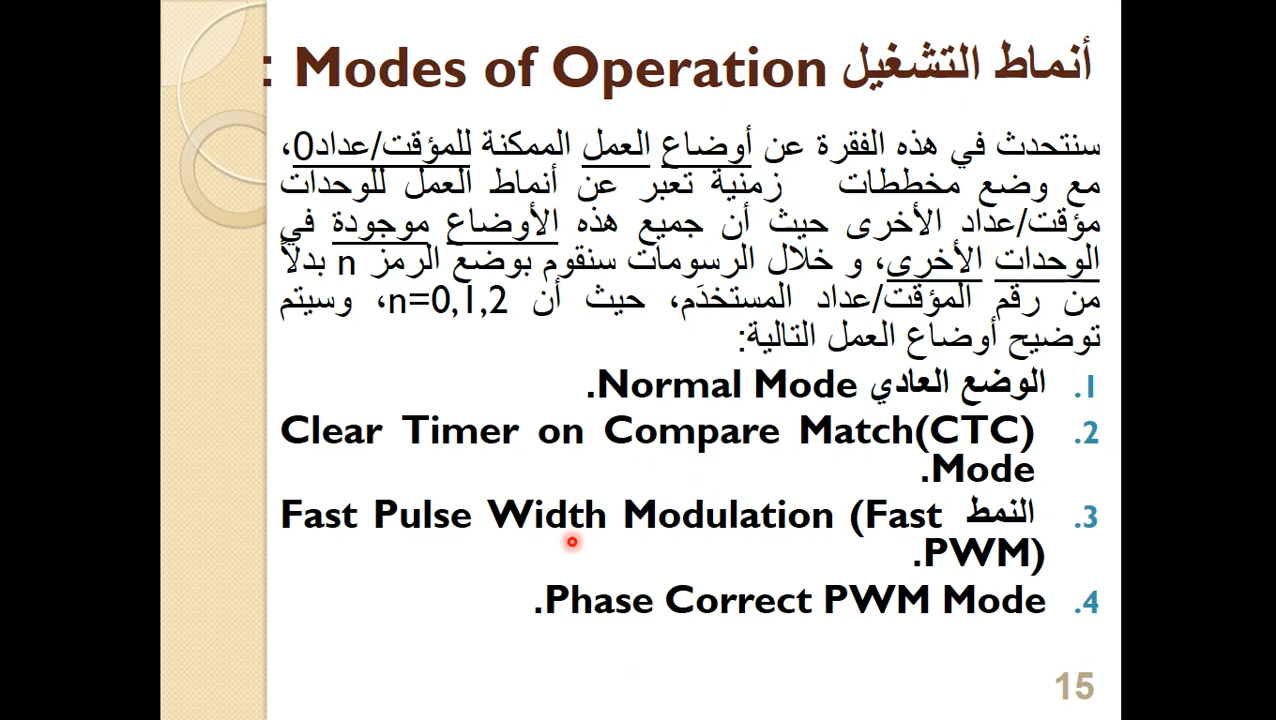 أنماط التشغيل Modes of Operation :
سنتحدث في هذه الفقرة عن أوضاع العمل الممكنة للمؤقت/عداد0،
مع وضع مخططات زمنية تعبر عن أنماط العمل للوحدات
مؤقت/عداد الأخرى حيث أن جميع هذه الأوضاع موجودة في
الوحدات الأخرى، و خلال الرسومات سنقوم بوضع الرمز n بدلاً
من رقم المؤقت/عداد المستخدَم، حيث أن n=0,1,2، وسيتم
توضيح أوضاع العمل التالية:
1. الوضع العادي Normal Mode.
2. Clear Timer on Compare Match(CTC)
Mode.
3. النمط Fast Pulse Width Modulation (Fast
PWM).
4. Phase Correct PWM Mode.
15